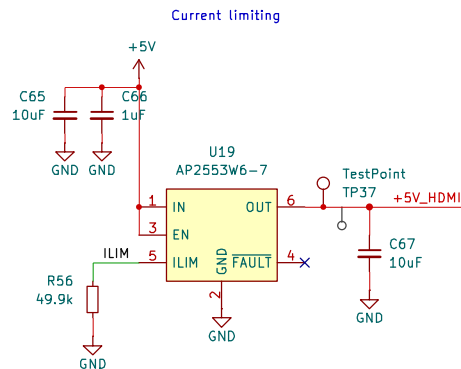 Current limiting
+5V
C65
10uF
C66
1uF
GND
GND
U19
AP2553W6-7
1
IN
3
EN
5
ILIM
OUT
6
FAULT
4
GND
2
GND
ILIM
R56
49.9k
GND
TestPoint
TP37
+5V_HDMI
C67
10uF
GND